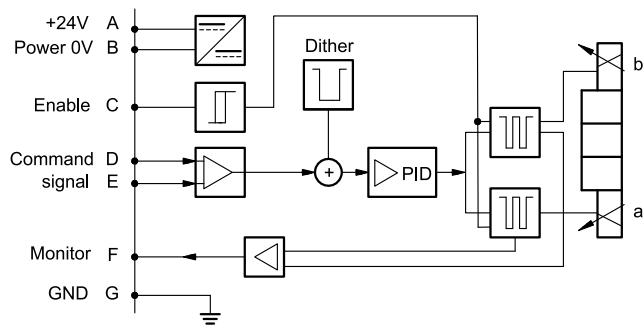 +24V A
Power 0V B
Dither
b
Enable C
Command D
signal E
+
PID
a
Monitor F
GND G